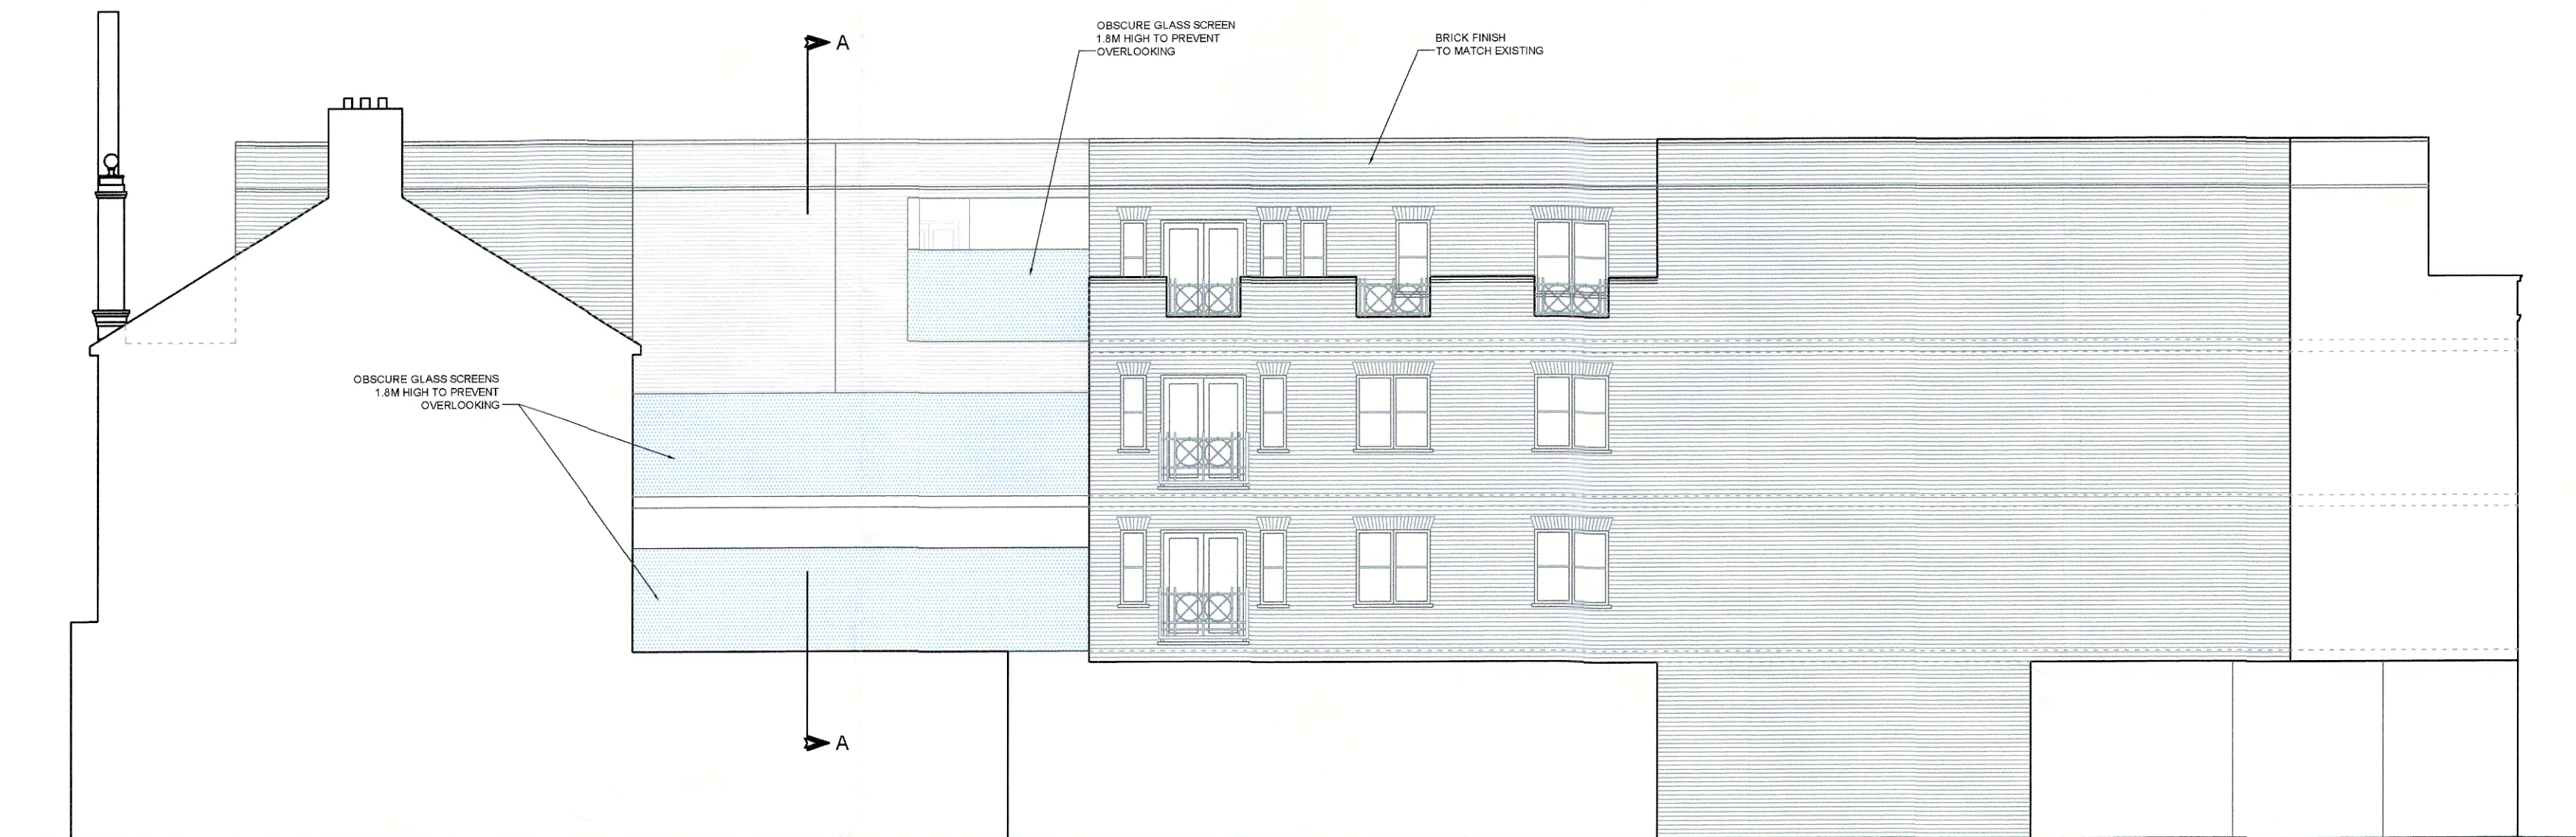 A
OBSCURE GLASS SCREEN
1.8M HIGH TO PREVENT
OVERLOOKING
BRICK FINISH
TO MATCH EXISTING
OBSCURE GLASS SCREENS
1.8M HIGH TO PREVENT
OVERLOOKING
A